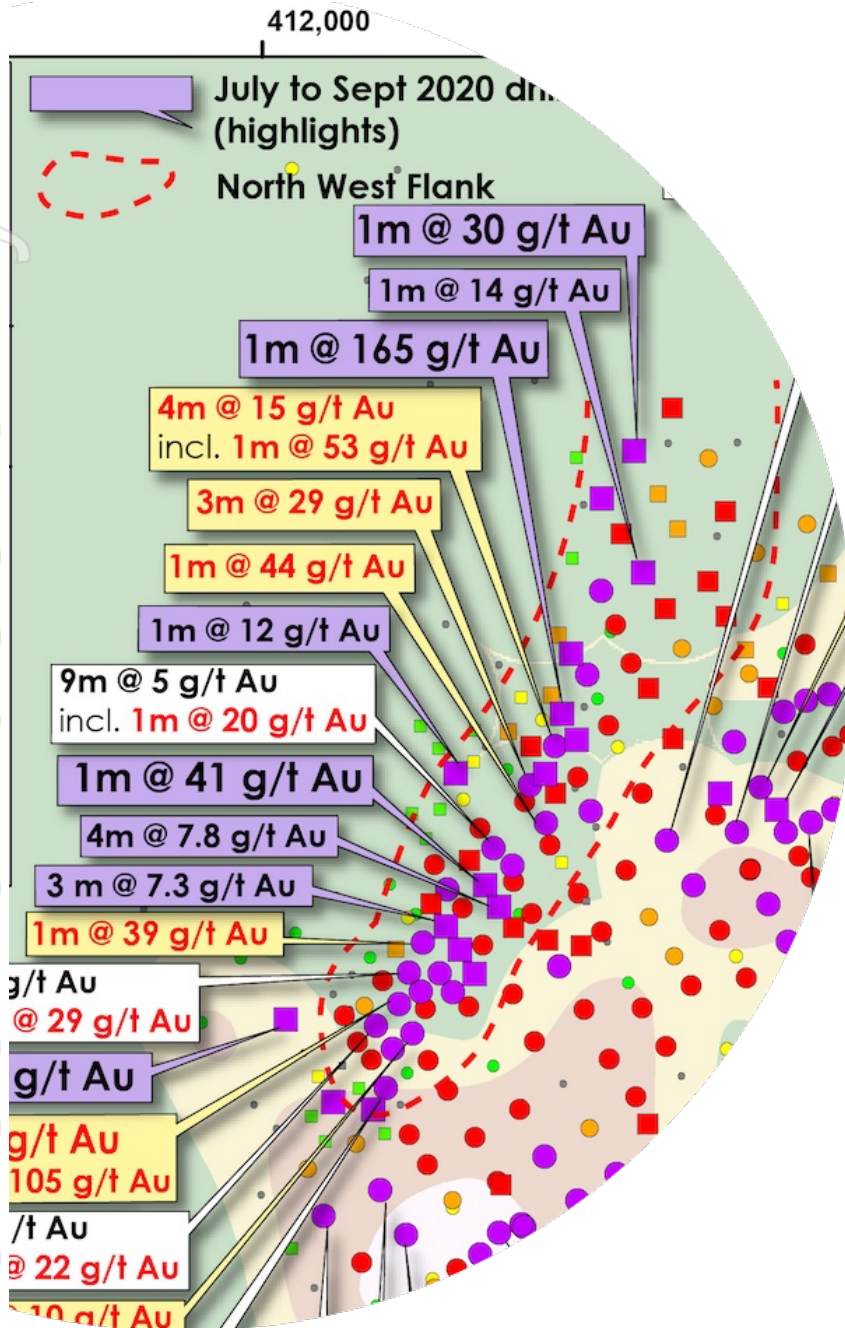 412,000
July to Sept 2020
(highlights)
North West Flank
1m @ 30 g/t Au
1m @ 14 g/t Au
1m @ 165 g/t Au
4m @ 15 g/t Au
incl. 1m @ 53 g/t Au
3m @ 29 g/t Au
1m @ 44 g/t Au
1m @ 12 g/t Au
9m @ 5 g/t Au
incl. 1m @ 20 g/t Au
1m @ 41 g/t Au
4m @ 7.8 g/t Au
3 m @ 7.3 g/t Au
1m @ 39 g/t Au
g/t Au
@ 29 g/t Au
g/t Au
g/t Au
105 g/t Au
/t Au
@ 22 g/t Au
10 g/t Au